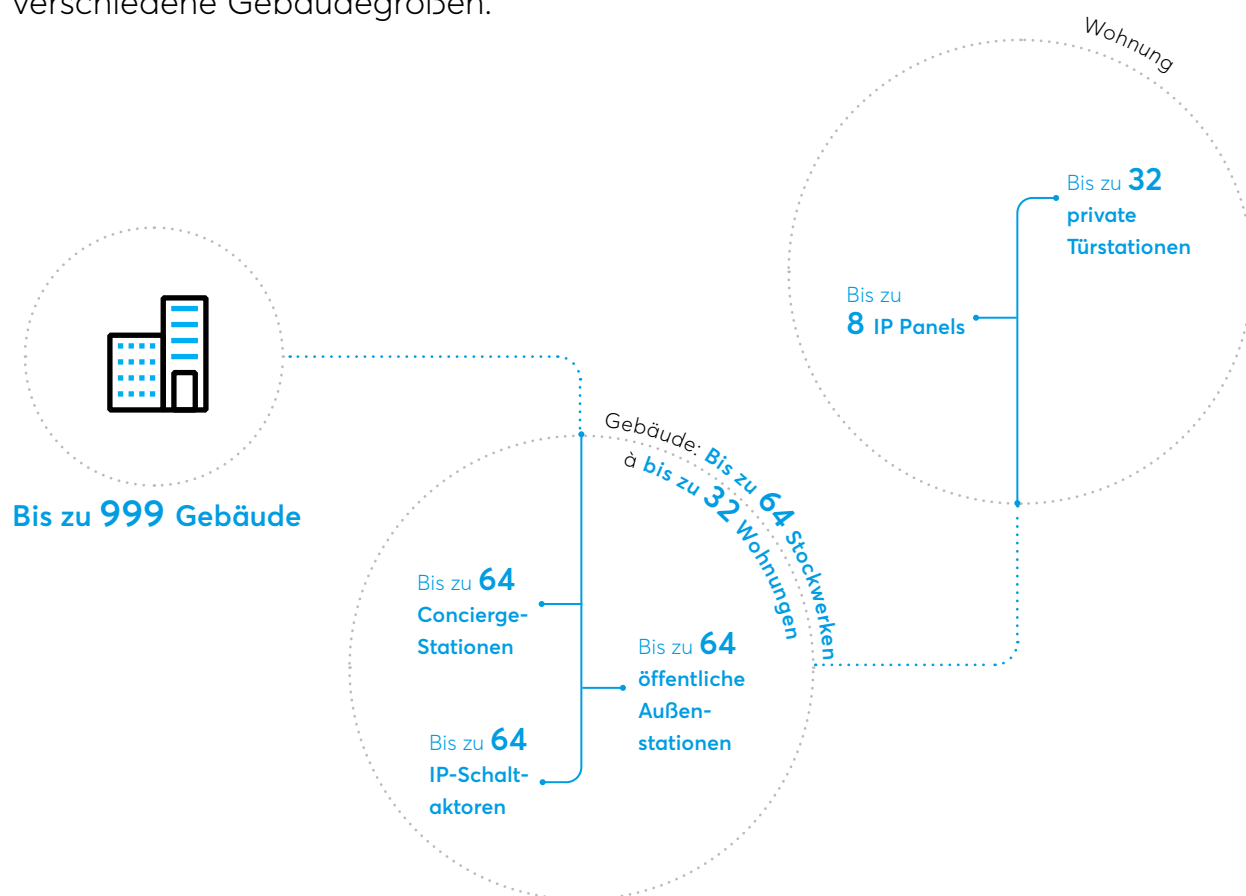 verschiedene Gebäudegrößen.
Wohnung
Bis zu 32
private
Türstationen
Bis zu
8 IP Panels
Bis zu 999 Gebäude
Gebäude: Bis zu 64 Stockwerken
à bis zu 32 Wohnungen
Bis zu 64
Concierge-
Stationen
Bis zu 64
öffentliche
Außen-
stationen
Bis zu 64
IP-Schalt-
aktoren